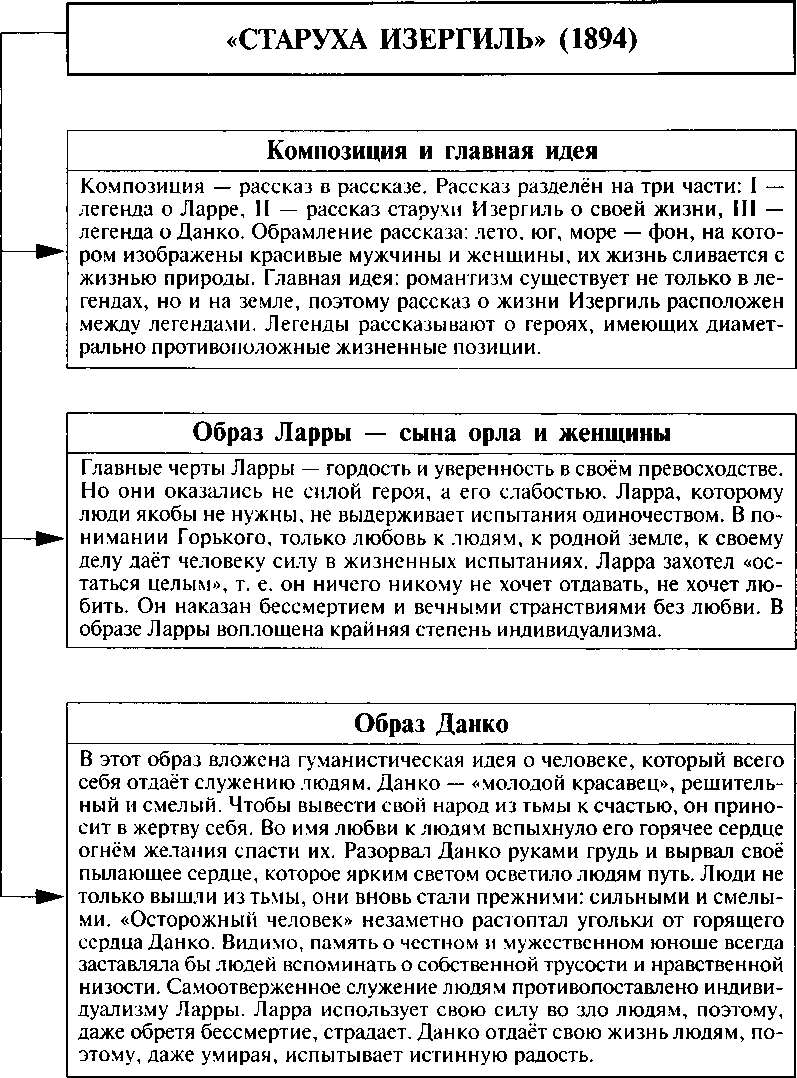 «СТАРУХА ИЗЕРГИЛЬ» (1894)
Композиция и главная идея
Композиция — рассказ в рассказе. Рассказ разделён на три части: I —
легенда о Ларре, II — рассказ старухи Изергиль о своей жизни, III —
легенда о Данко. Обрамление рассказа: лето, юг, море — фон, на кото-
ром изображены красивые мужчины и женщины, их жизнь сливается с
жизнью природы. Главная идея: романтизм существует не только в ле-
гендах, но и на земле, поэтому рассказ о жизни Изергиль расположен
между легендами. Легенды рассказывают о героях, имеющих диамет-
рально противоположные жизненные позиции.
Образ Ларры — сына орла и женщины
Главные черты Ларры — гордость и уверенность в своём превосходстве.
Но они оказались не силой героя, а его слабостью. Ларра, которому
люди якобы не нужны, не выдерживает испытания одиночеством. В по-
нимании Горького, только любовь к людям, к родной земле, к своему
делу даёт человеку силу в жизненных испытаниях. Ларра захотел «ос-
таться целым», т. е. он ничего никому не хочет отдавать, не хочет лю-
бить. Он наказан бессмертием и вечными странствиями без любви. В
образе Ларры воплощена крайняя степень индивидуализма.
Образ Данко
В этот образ вложена гуманистическая идея о человеке, который всего
себя отдаёт служению людям. Данко — «молодой красавец», решитель-
ный и смелый. Чтобы вывести свой народ из тьмы к счастью, он прино-
сит в жертву себя. Во имя любви к людям вспыхнуло его горячее сердце
огнём желания спасти их. Разорвал Данко руками грудь и вырвал своё
пылающее сердце, которое ярким светом осветило людям путь. Люди не
только вышли из тьмы, они вновь стали прежними: сильными и смелы-
ми. «Осторожный человек» незаметно растоптал угольки от горящего
сердца Данко. Видимо, память о честном и мужественном юноше всегда
заставляла бы людей вспоминать о собственной трусости и нравственной
низости. Самоотверженное служение людям противопоставлено индиви-
дуализму Ларры. Ларра использует свою силу во зло людям, поэтому,
даже обретя бессмертие, страдает. Данко отдаёт свою жизнь людям, по-
этому, даже умирая, испытывает истинную радость.